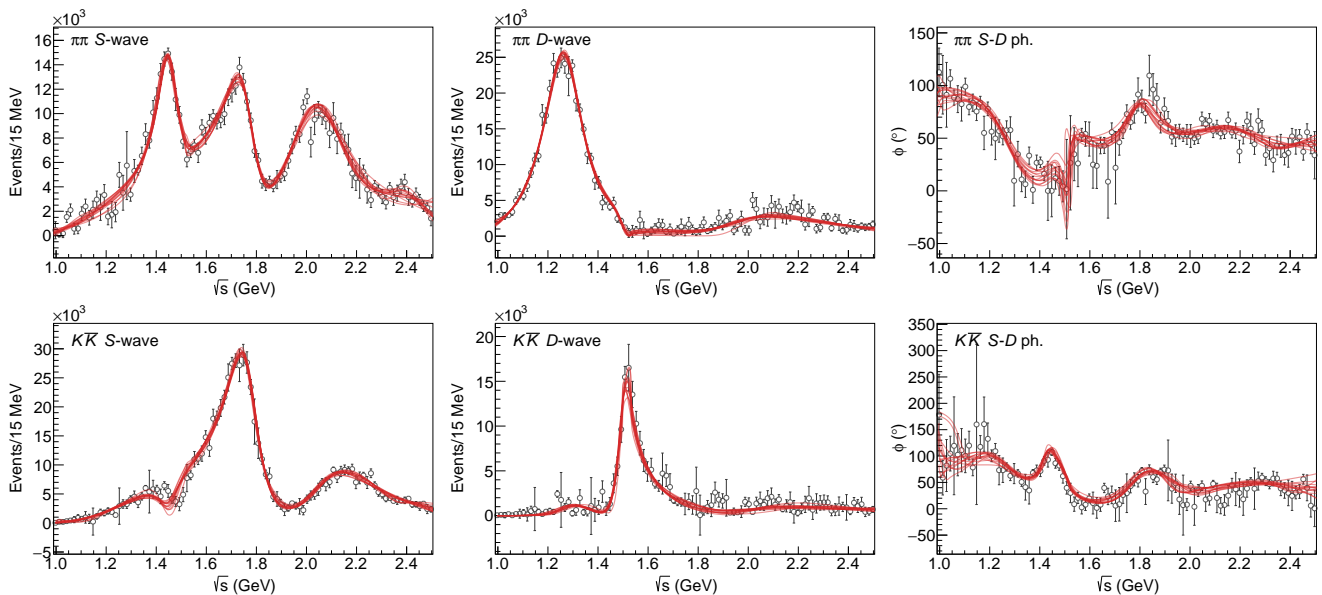 ×10³
ππ S-wave
16
14
12
10
8
6
4
2
0
Events/15 MeV
1.0 1.2 1.4 1.6 1.8 2.0 2.2 2.4
√s (GeV)
×10³
ππ D-wave
25
20
15
10
5
0
Events/15 MeV
1.0 1.2 1.4 1.6 1.8 2.0 2.2 2.4
√s (GeV)
ππ S-D ph.
150
100
50
0
−50
ϕ (°)
1.0 1.2 1.4 1.6 1.8 2.0 2.2 2.4
√s (GeV)
×10³
KK̅ S-wave
30
25
20
15
10
5
0
−5
Events/15 MeV
1.0 1.2 1.4 1.6 1.8 2.0 2.2 2.4
√s (GeV)
×10³
KK̅ D-wave
20
15
10
5
0
Events/15 MeV
1.0 1.2 1.4 1.6 1.8 2.0 2.2 2.4
√s (GeV)
KK̅ S-D ph.
350
300
250
200
150
100
50
0
−50
ϕ (°)
1.0 1.2 1.4 1.6 1.8 2.0 2.2 2.4
√s (GeV)